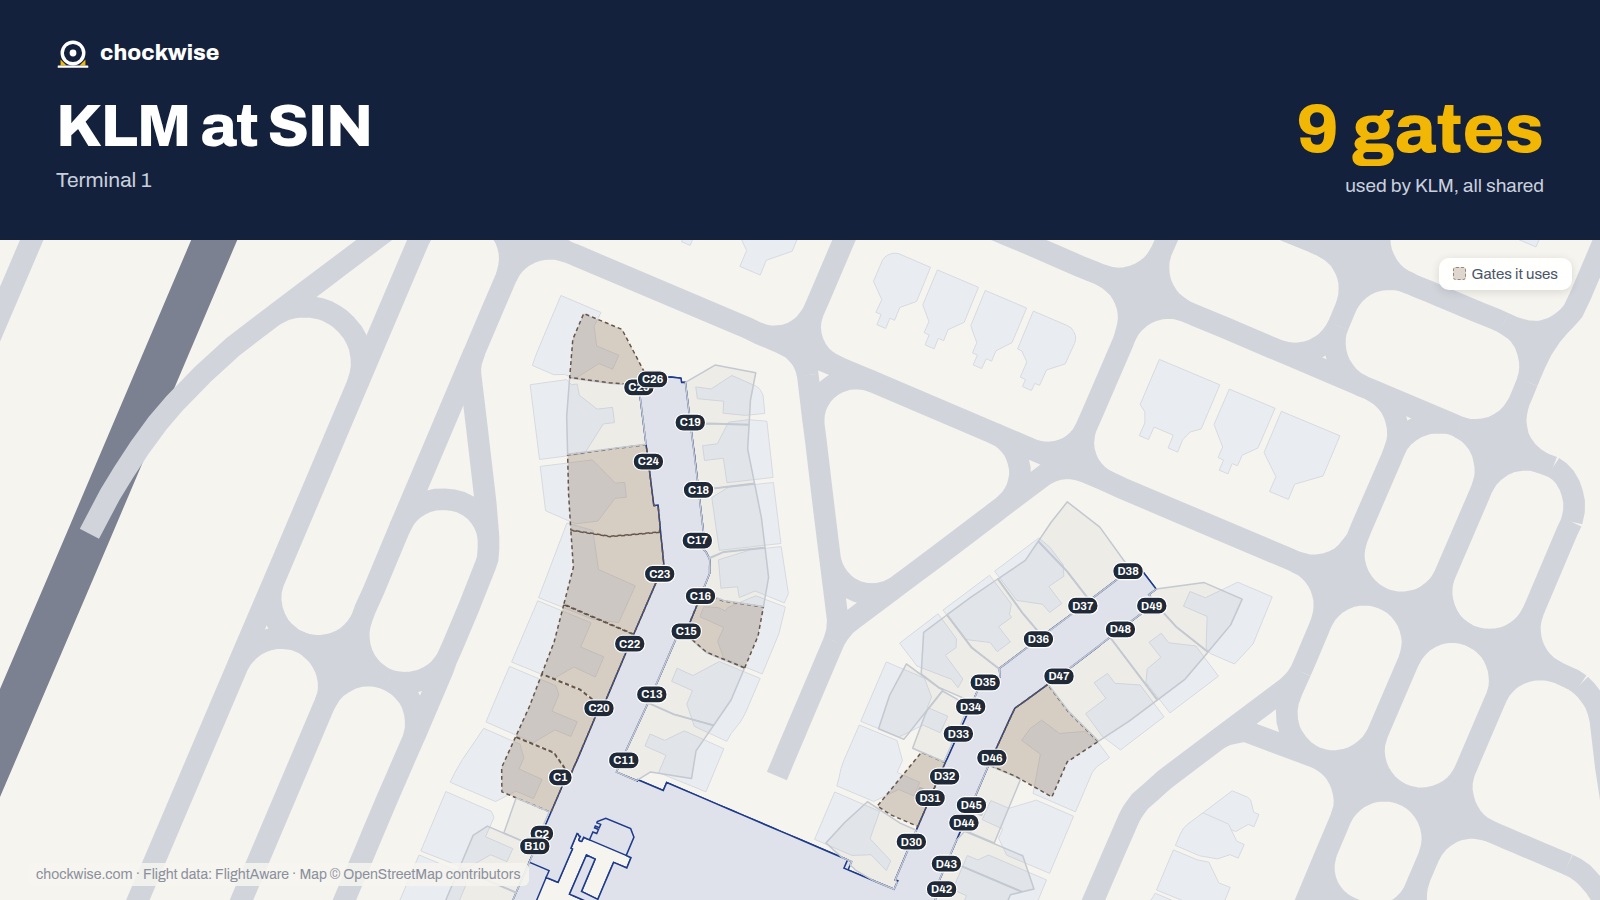 chockwise
KLM at SIN
Terminal 1
9 gates
used by KLM, all shared
Gates it uses
C26
C19
C24
C18
C17
C23
C16
C15
C22
C13
C20
C11
C1
C2
B10
D38
D37
D49
D48
D36
D47
D35
D34
D33
D46
D32
D31
D45
D44
D30
D43
D42
chockwise.com · Flight data: FlightAware · Map © OpenStreetMap contributors